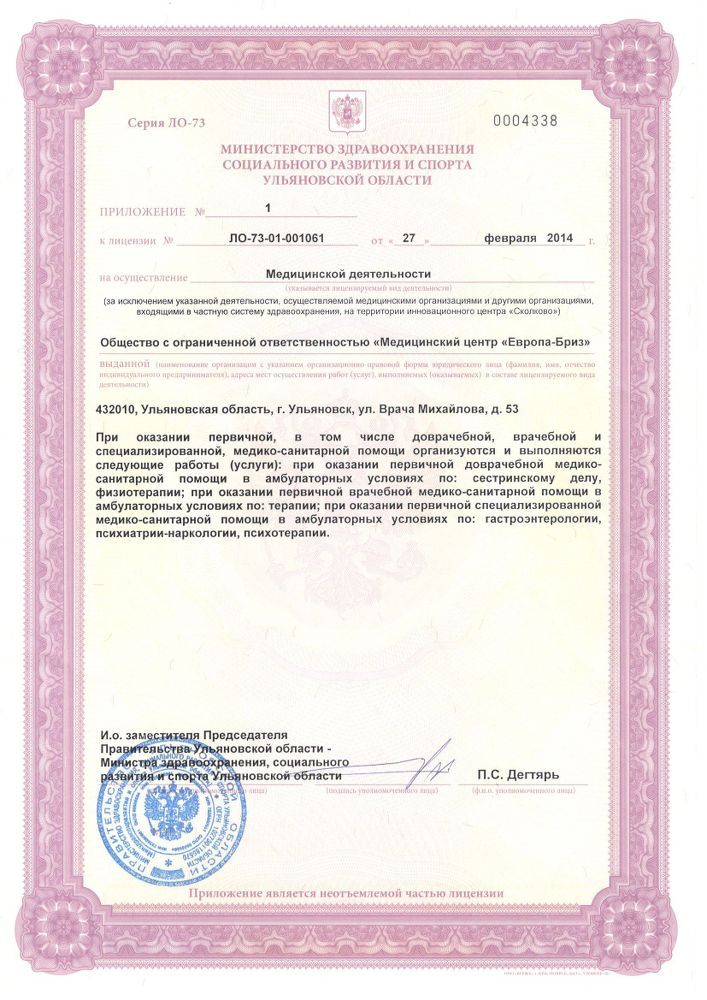 Серия ЛО-73
0004338
МИНИСТЕРСТВО ЗДРАВООХРАНЕНИЯ
СОЦИАЛЬНОГО РАЗВИТИЯ И СПОРТА
УЛЬЯНОВСКОЙ ОБЛАСТИ
ПРИЛОЖЕНИЕ № 1
к лицензии № ЛО-73-01-001061 от « 27 » февраля 2014 г.
на осуществление Медицинской деятельности
(указывается лицензируемый вид деятельности)
(за исключением указанной деятельности, осуществляемой медицинскими организациями и другими организациями,
входящими в частную систему здравоохранения, на территории инновационного центра «Сколково»)
Общество с ограниченной ответственностью «Медицинский центр «Европа-Бриз»
выданной (наименование организации с указанием организационно-правовой формы юридического лица (фамилия, имя, отчество
индивидуального предпринимателя), адреса мест осуществления работ (услуг), выполняемых (оказываемых) в составе лицензируемого вида
деятельности)
432010, Ульяновская область, г. Ульяновск, ул. Врача Михайлова, д. 53
При оказании первичной, в том числе доврачебной, врачебной и
специализированной, медико-санитарной помощи организуются и выполняются
следующие работы (услуги): при оказании первичной доврачебной медико-
санитарной помощи в амбулаторных условиях по: сестринскому делу,
физиотерапии; при оказании первичной врачебной медико-санитарной помощи в
амбулаторных условиях по: терапии; при оказании первичной специализированной
медико-санитарной помощи в амбулаторных условиях по: гастроэнтерологии,
психиатрии-наркологии, психотерапии.
И.о. заместителя Председателя
Правительства Ульяновской области -
Министра здравоохранения, социального
развития и спорта Ульяновской области
П.С. Дегтярь
(подпись уполномоченного лица)
(ф.и.о. уполномоченного лица)
ПРАВИТЕЛЬСТВО УЛЬЯНОВСКОЙ ОБЛАСТИ
Приложение является неотъемлемой частью лицензии